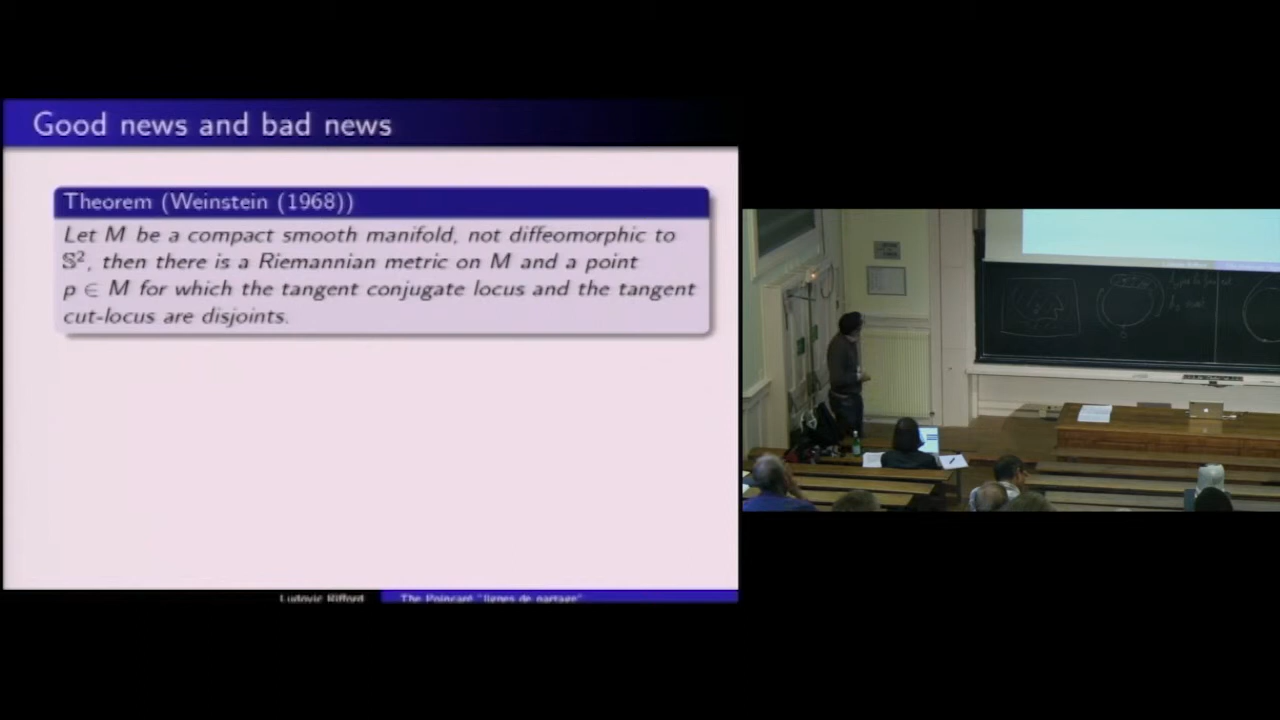 Good news and bad news
Theorem (Weinstein (1968))
Let M be a compact smooth manifold, not diffeomorphic to
𝕊², then there is a Riemannian metric on M and a point
p ∈ M for which the tangent conjugate locus and the tangent
cut-locus are disjoints.
Ludovic Rifford
The Poincaré "lignes de partage"